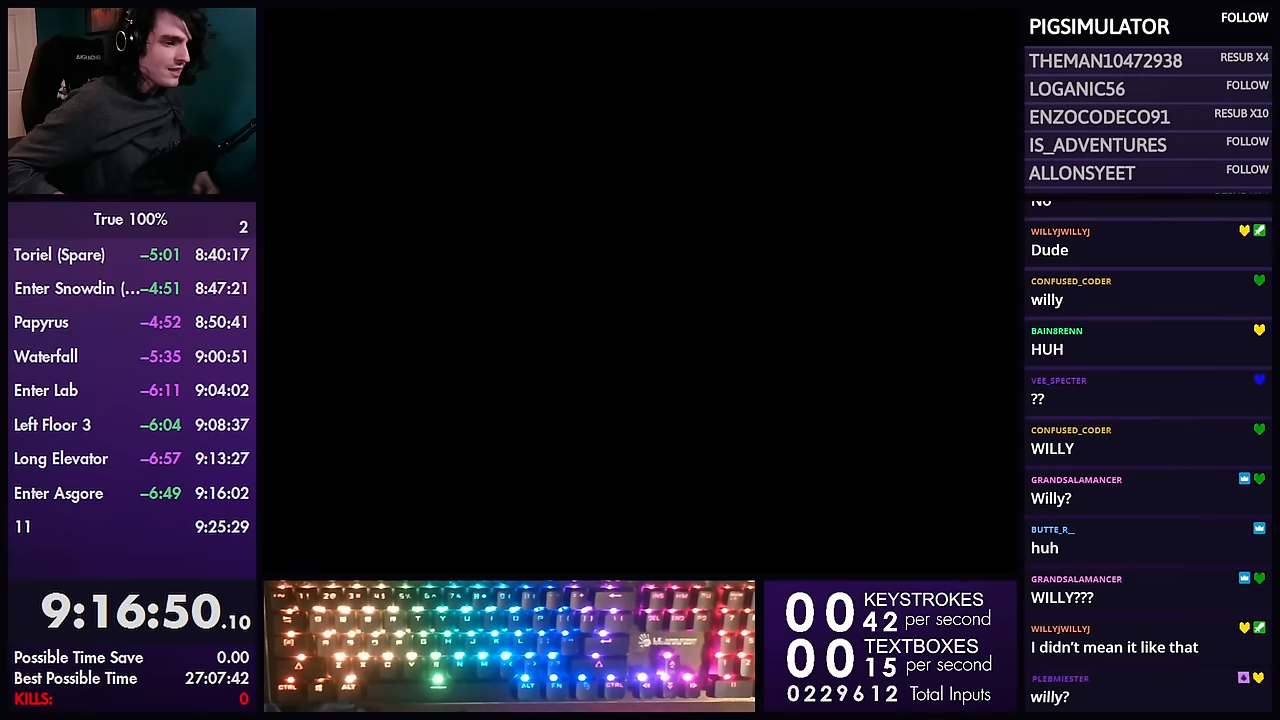 True 100%
2
Toriel (Spare) −5:01 8:40:17
Enter Snowdin (... −4:51 8:47:21
Papyrus −4:52 8:50:41
Waterfall −5:35 9:00:51
Enter Lab −6:11 9:04:02
Left Floor 3 −6:04 9:08:37
Long Elevator −6:57 9:13:27
Enter Asgore −6:49 9:16:02
11 9:25:29
9:16:50.10
Possible Time Save 0.00
Best Possible Time 27:07:42
KILLS: 0
00 42 KEYSTROKES per second
00 15 TEXTBOXES per second
0229612 Total Inputs
PIGSIMULATOR FOLLOW
THEMAN10472938 RESUB X4
LOGANIC56 FOLLOW
ENZOCODECO91 RESUB X10
IS_ADVENTURES FOLLOW
ALLONSYEET FOLLOW
No
WILLYJWILLYJ
Dude
CONFUSED_CODER
willy
BAIN8RENN
HUH
VEE_SPECTER
??
CONFUSED_CODER
WILLY
GRANDSALAMANCER
Willy?
BUTTE_R__
huh
GRANDSALAMANCER
WILLY???
WILLYJWILLYJ
I didn't mean it like that
PLEBMIESTER
willy?